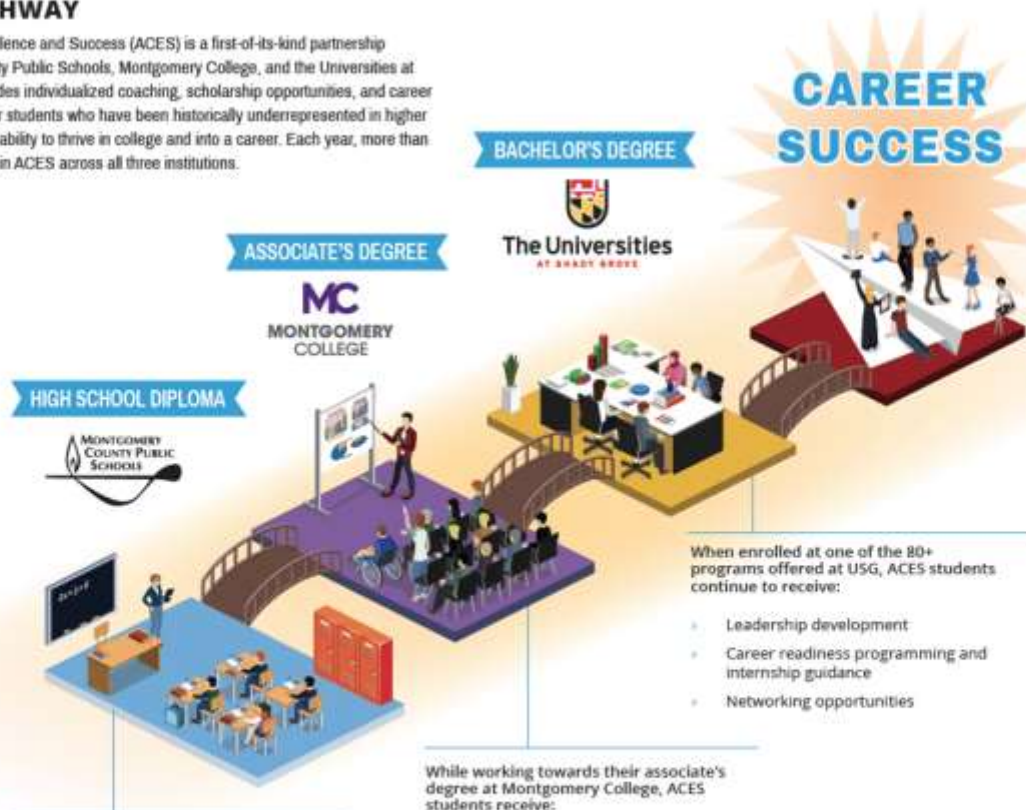 HWAY
lence and Success (ACES) is a first-of-its-kind partnership
ty Public Schools, Montgomery College, and the Universities at
des individualized coaching, scholarship opportunities, and career
r students who have been historically underrepresented in higher
ability to thrive in college and into a career. Each year, more than
in ACES across all three institutions.
CAREER
SUCCESS
BACHELOR'S DEGREE
The Universities
AT SHADY GROVE
ASSOCIATE'S DEGREE
MC
MONTGOMERY
COLLEGE
HIGH SCHOOL DIPLOMA
MONTGOMERY
COUNTY PUBLIC
SCHOOLS
When enrolled at one of the 80+
programs offered at USG, ACES students
continue to receive:
Leadership development
Career readiness programming and
internship guidance
Networking opportunities
While working towards their associate's
degree at Montgomery College, ACES
students receive: